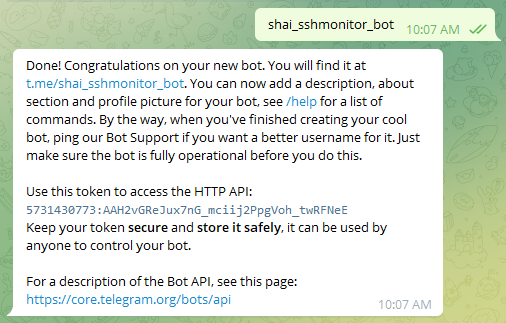 shai_sshmonitor_bot
10:07 AM
Done! Congratulations on your new bot. You will find it at
t.me/shai_sshmonitor_bot. You can now add a description, about
section and profile picture for your bot, see /help for a list of
commands. By the way, when you've finished creating your cool
bot, ping our Bot Support if you want a better username for it. Just
make sure the bot is fully operational before you do this.
Use this token to access the HTTP API:
5731430773:AAH2vGReJux7nG_mciij2PpgVoh_twRFNeE
Keep your token secure and store it safely, it can be used by
anyone to control your bot.
For a description of the Bot API, see this page:
https://core.telegram.org/bots/api
10:07 AM